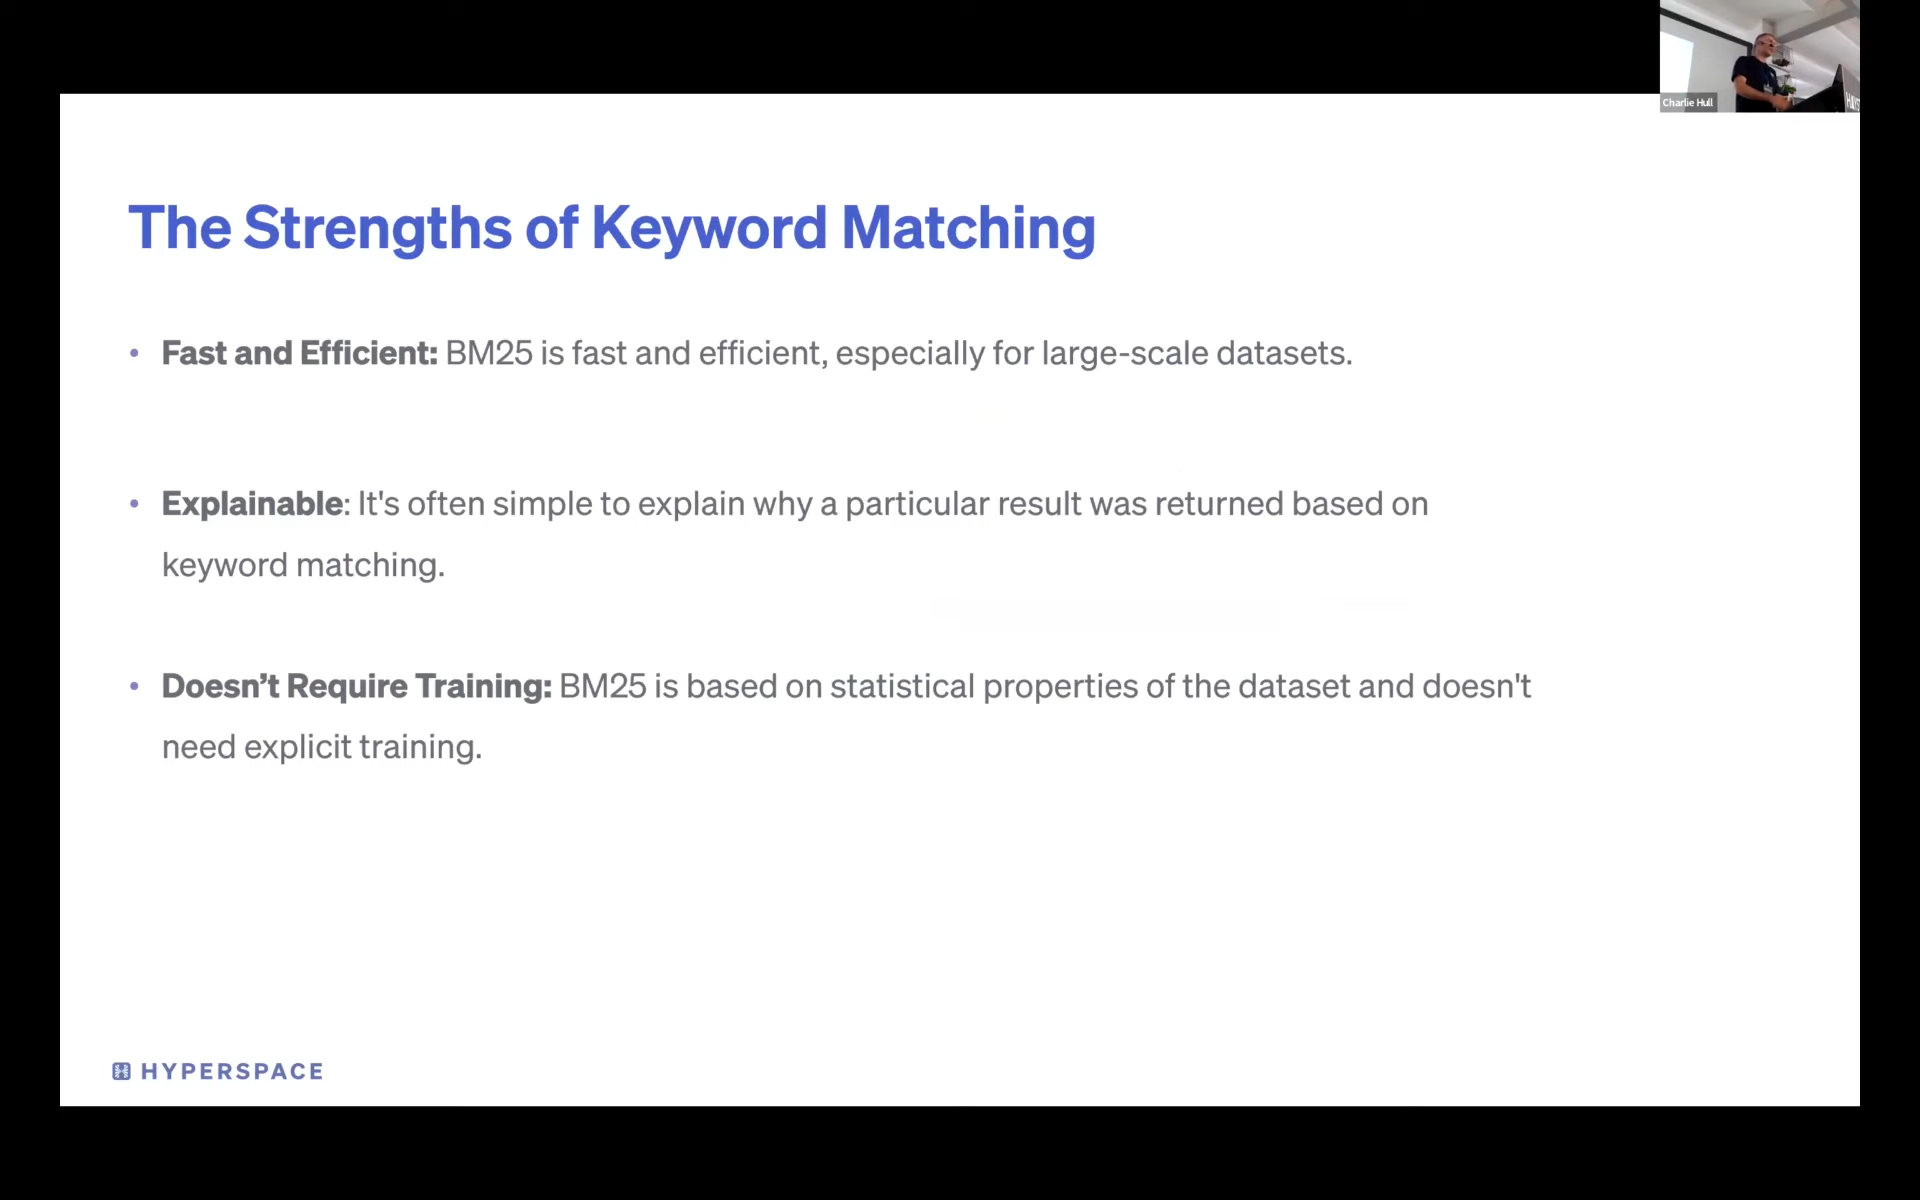 Charlie Hull
The Strengths of Keyword Matching
• Fast and Efficient: BM25 is fast and efficient, especially for large-scale datasets.
• Explainable: It's often simple to explain why a particular result was returned based on
keyword matching.
• Doesn’t Require Training: BM25 is based on statistical properties of the dataset and doesn't
need explicit training.
HYPERSPACE